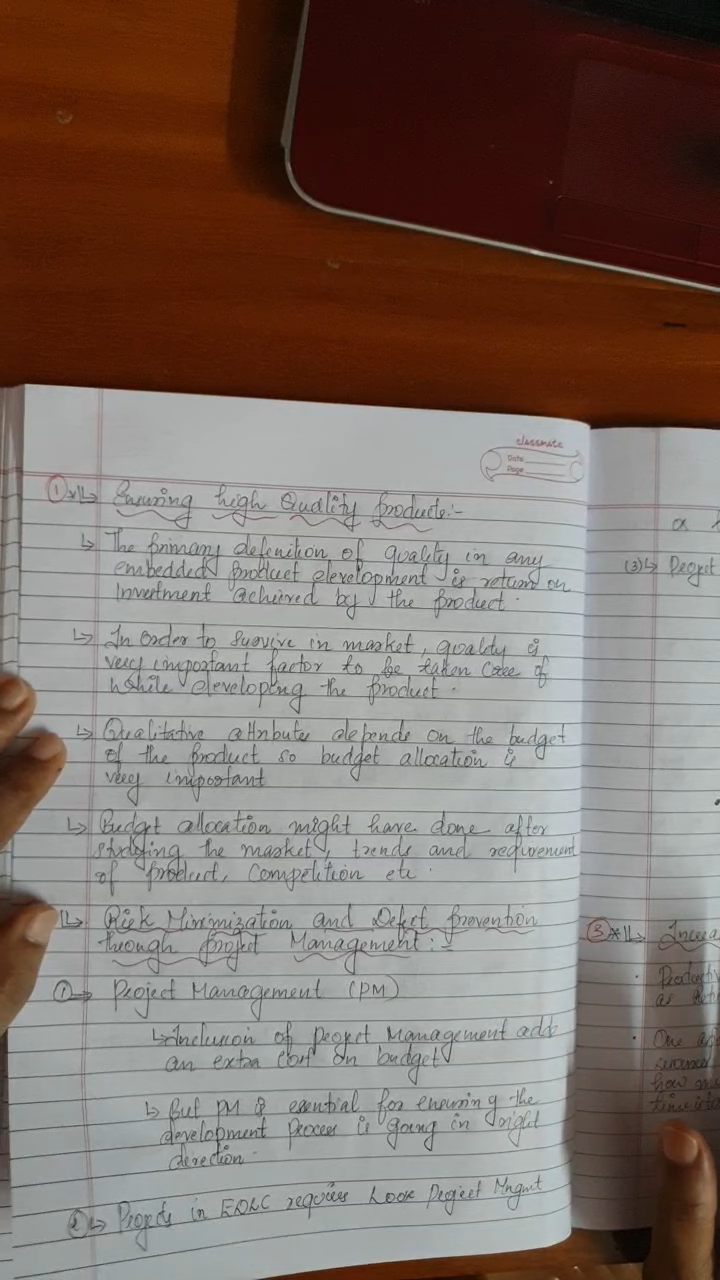 classmate
Date
Page
① *⇒ Ensuring high Quality products:-
↳ The primary definition of quality in any
embedded product development is return on
Investment achieved by the product.
↳ In order to survive in market, quality is
very important factor to be taken care of
while developing the product.
↳ Qualitative attribute depends on the budget
of the product so budget allocation is
very important
↳ Budget allocation might have done after
studying the market, trends and requirement
of product, Competition etc.
⇒ Risk Minimization and Defect prevention
through project Management:-
①→ Project Management (PM)
↳ Inclusion of project Management adds
an extra cost on budget
↳ But PM is essential for ensuring the
development process is going in right
direction.
②↳ Projects in EDLC requires Loose Project Mngmt
(3)↳ Project
③ *⇒
as
One
how